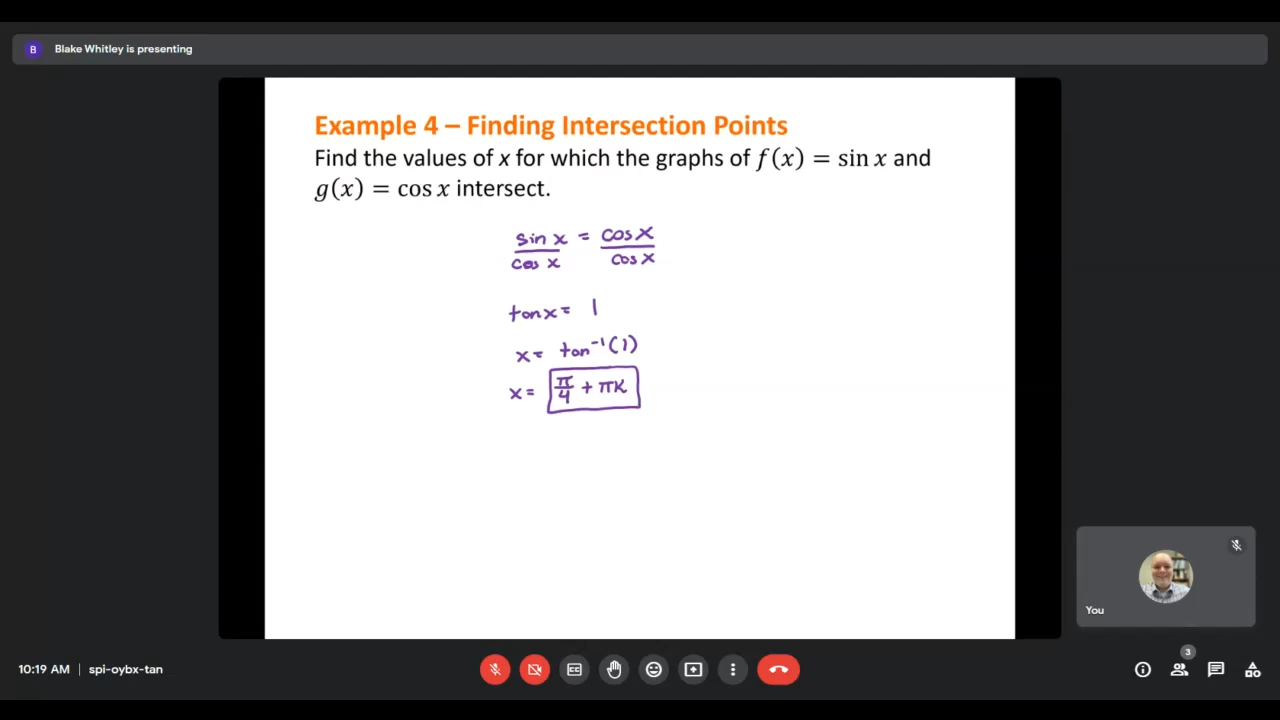 B Blake Whitley is presenting
Example 4 – Finding Intersection Points
Find the values of x for which the graphs of f(x) = sin x and
g(x) = cos x intersect.
sin x / cos x = cos x / cos x
tan x = 1
x = tan⁻¹(1)
x = π/4 + πk
You
10:19 AM | spi-oybx-tan
CC
3